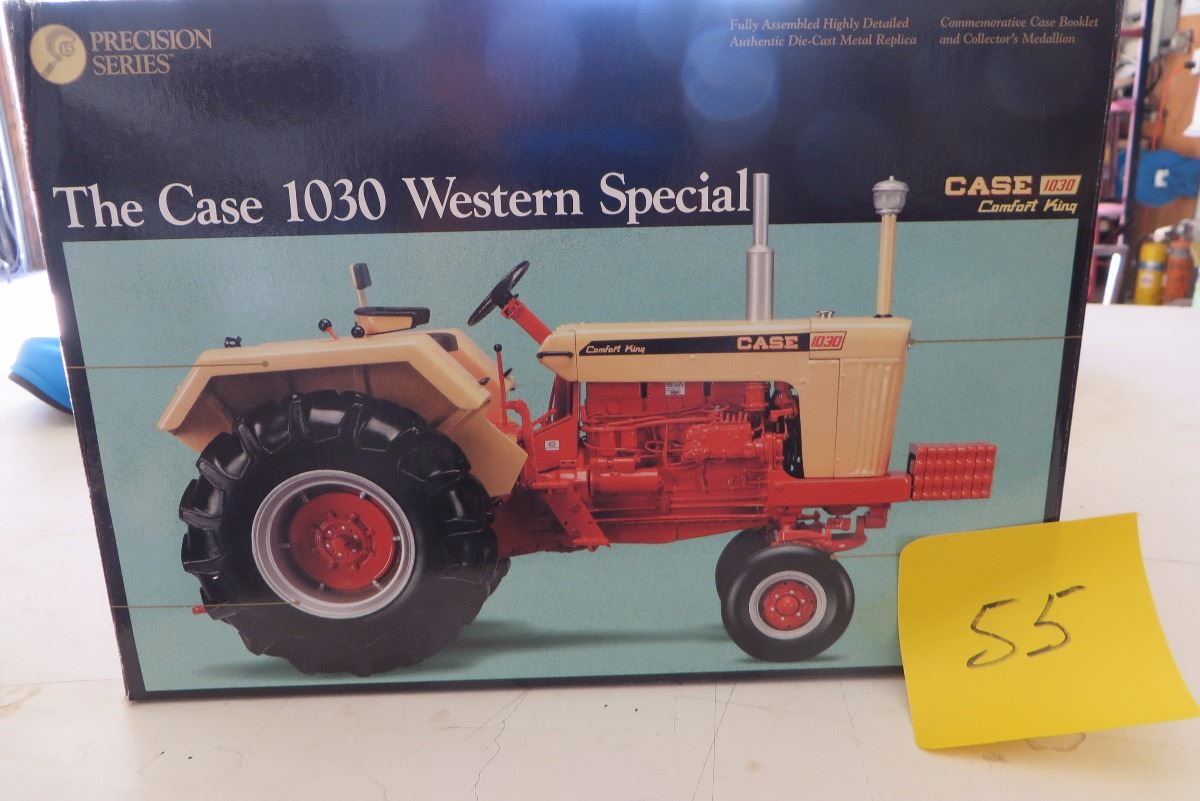 PRECISION
SERIES™
Fully Assembled Highly Detailed
Authentic Die-Cast Metal Replica
Commemorative Case Booklet
and Collector's Medallion
The Case 1030 Western Special
CASE 1030
Comfort King
Comfort King CASE 1030
55